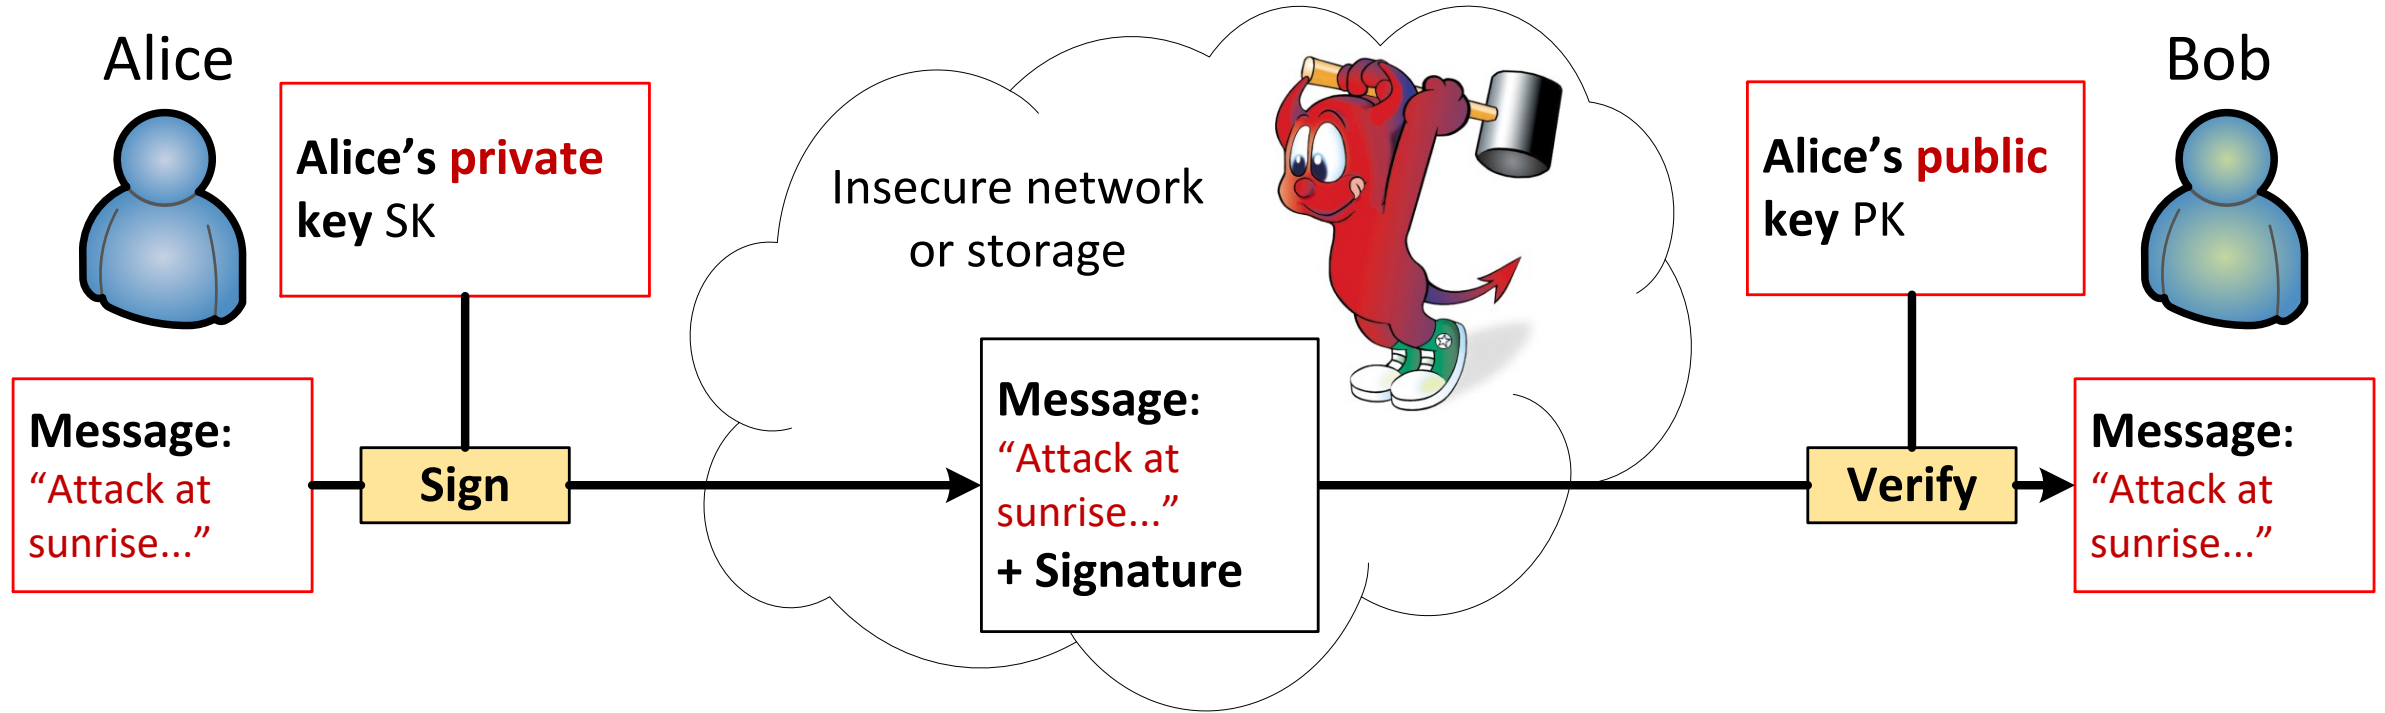 Alice
Alice’s private
key SK
Message:
“Attack at
sunrise...”
Sign
Insecure network
or storage
Message:
“Attack at
sunrise...”
+ Signature
Bob
Alice’s public
key PK
Verify
Message:
“Attack at
sunrise...”